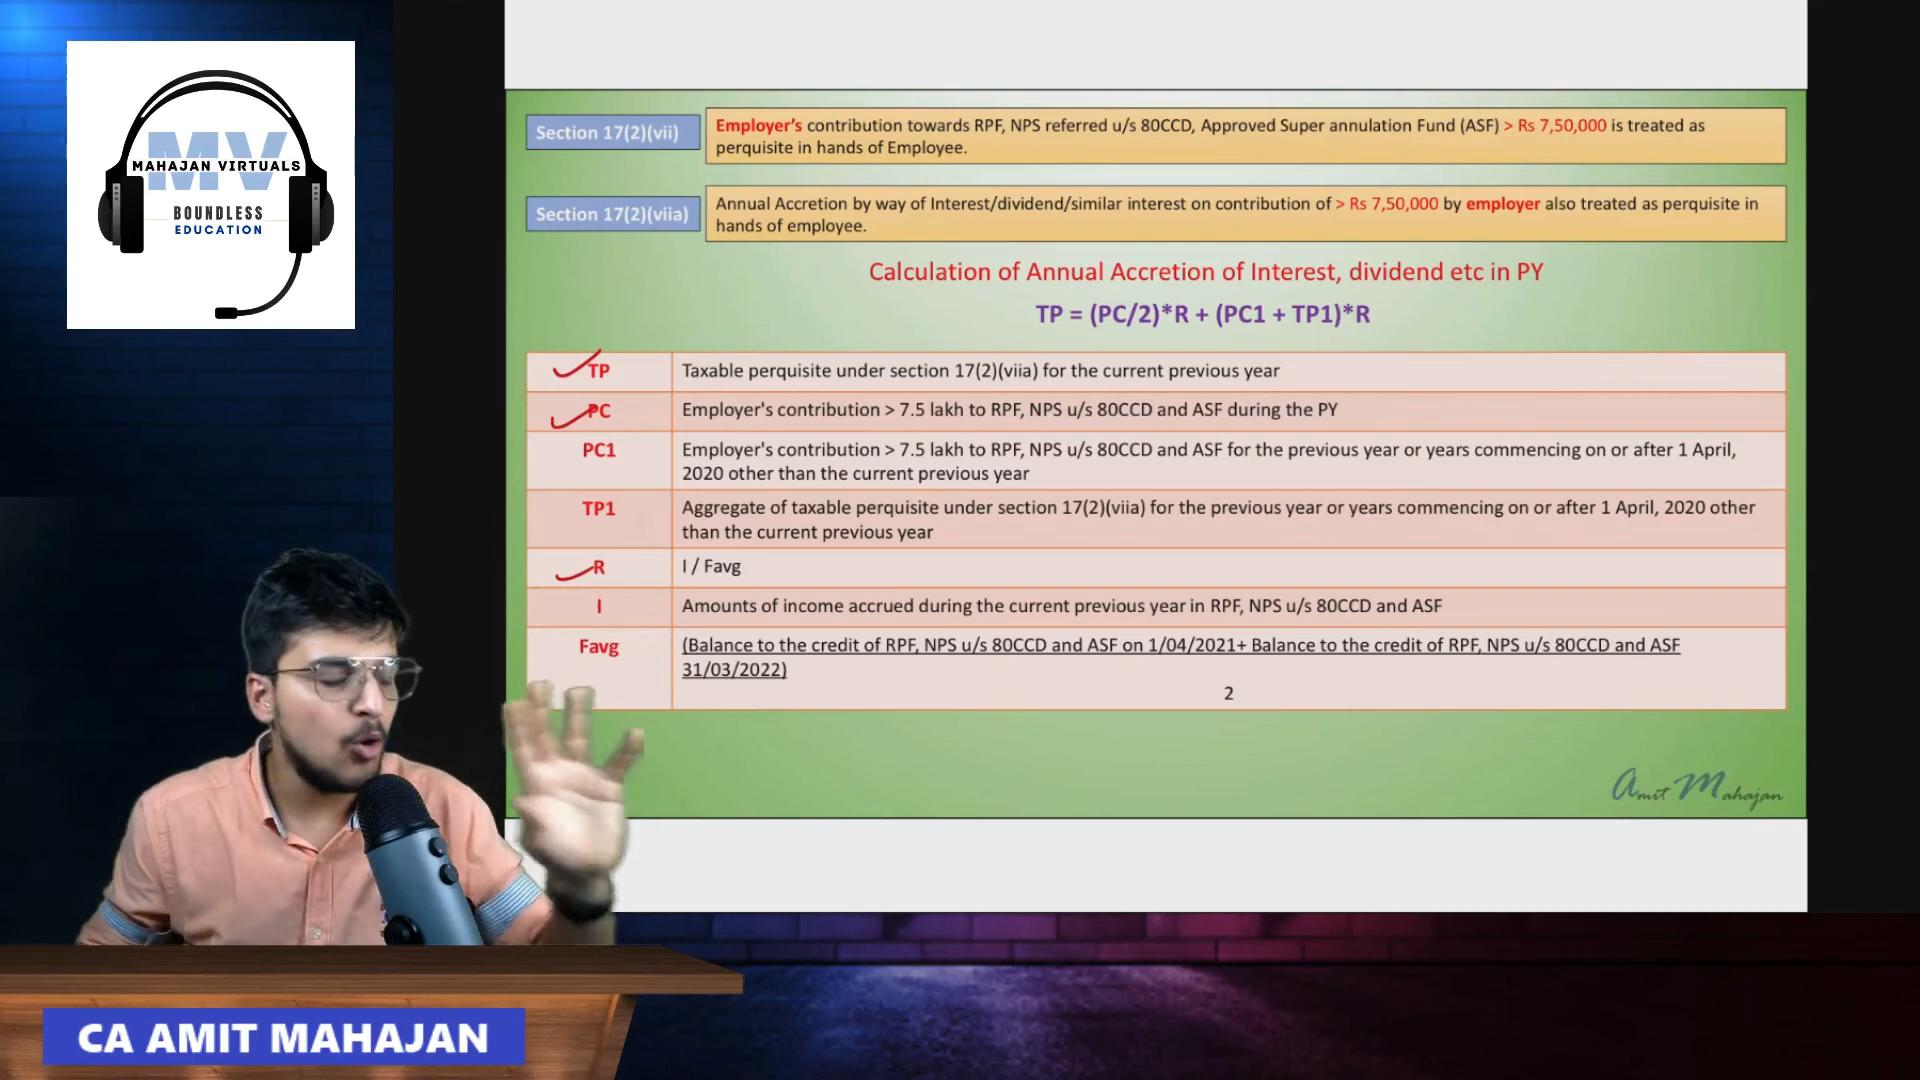 MV
MAHAJAN VIRTUALS
BOUNDLESS
EDUCATION
Section 17(2)(vii)
Employer's contribution towards RPF, NPS referred u/s 80CCD, Approved Super annulation Fund (ASF) > Rs 7,50,000 is treated as
perquisite in hands of Employee.
Section 17(2)(viia)
Annual Accretion by way of Interest/dividend/similar interest on contribution of > Rs 7,50,000 by employer also treated as perquisite in
hands of employee.
Calculation of Annual Accretion of Interest, dividend etc in PY
TP = (PC/2)*R + (PC1 + TP1)*R
TP Taxable perquisite under section 17(2)(viia) for the current previous year
PC Employer's contribution > 7.5 lakh to RPF, NPS u/s 80CCD and ASF during the PY
PC1 Employer's contribution > 7.5 lakh to RPF, NPS u/s 80CCD and ASF for the previous year or years commencing on or after 1 April,
2020 other than the current previous year
TP1 Aggregate of taxable perquisite under section 17(2)(viia) for the previous year or years commencing on or after 1 April, 2020 other
than the current previous year
R I / Favg
I Amounts of income accrued during the current previous year in RPF, NPS u/s 80CCD and ASF
Favg (Balance to the credit of RPF, NPS u/s 80CCD and ASF on 1/04/2021+ Balance to the credit of RPF, NPS u/s 80CCD and ASF
31/03/2022)
2
Amit Mahajan
CA AMIT MAHAJAN